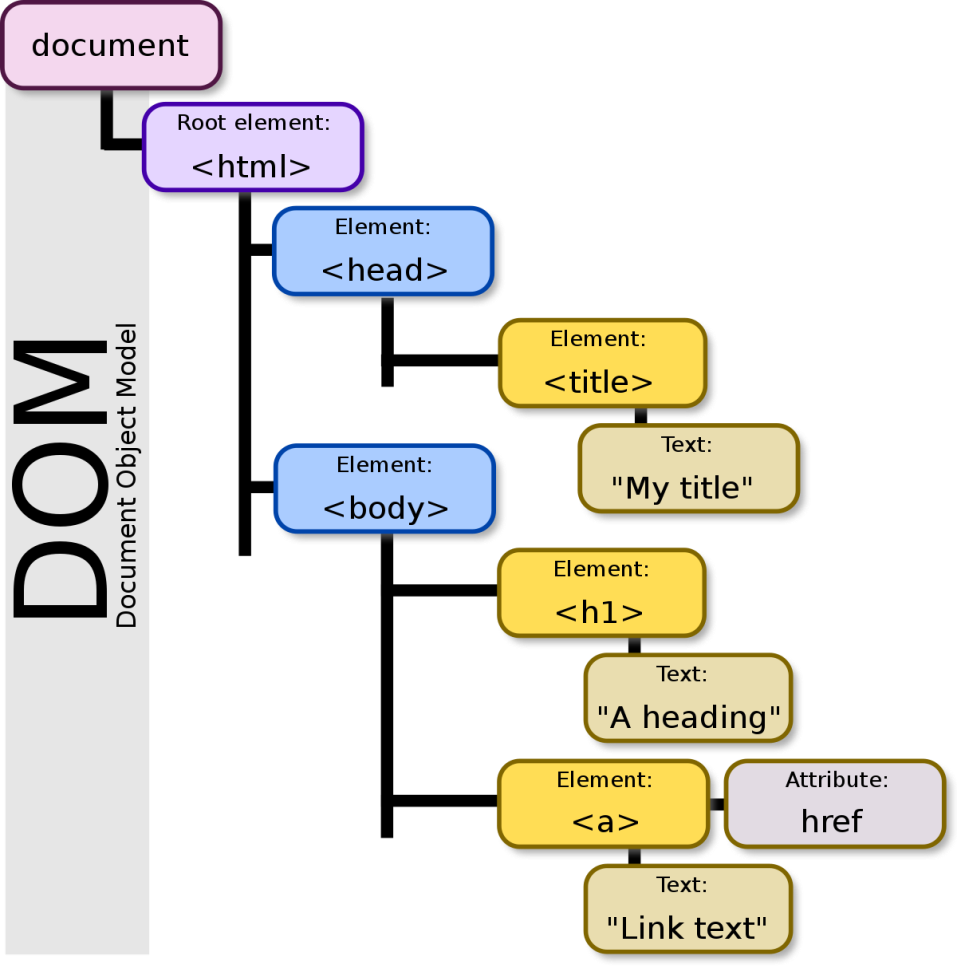 document
Root element:
<html>
Element:
<head>
Element:
<title>
Text:
"My title"
Element:
<body>
Element:
<h1>
Text:
"A heading"
Element:
<a>
Attribute:
href
Text:
"Link text"
DOM
Document Object Model